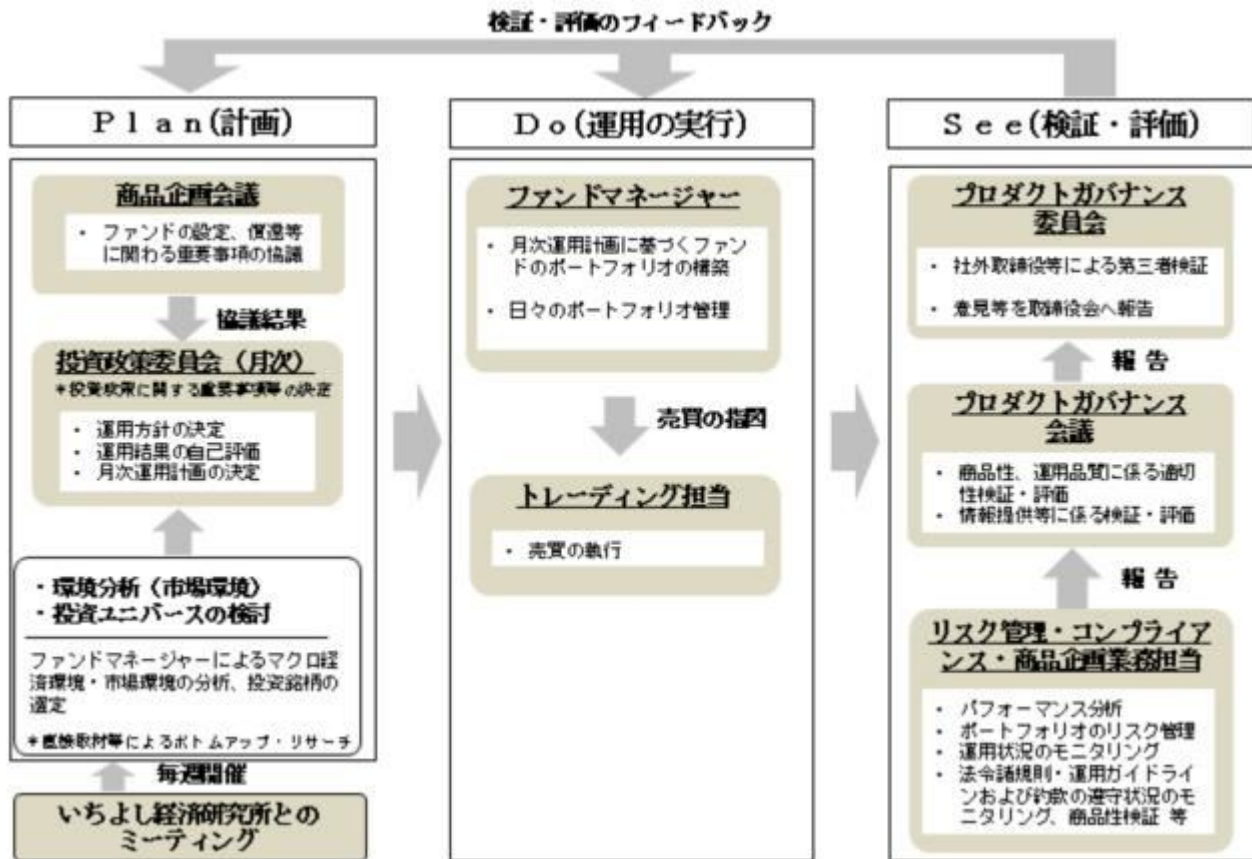 検証・評価のフィードバック
Plan(計画)
商品企画会議
・ ファンドの設定、償還等
に関わる重要事項の協議
協議結果
投資政策委員会(月次)
*投資政策に関する重要事項等の決定
・ 運用方針の決定
・ 運用結果の自己評価
・ 月次運用計画の決定
・環境分析(市場環境)
・投資ユニバースの検討
ファンドマネージャーによるマクロ経
済環境・市場環境の分析、投資銘柄の
選定
*直接取材等によるボトムアップ・リサーチ
毎週開催
いちよし経済研究所との
ミーティング
Do(運用の実行)
ファンドマネージャー
・ 月次運用計画に基づくファン
ドのポートフォリオの構築
・ 日々のポートフォリオ管理
売買の指図
トレーディング担当
・ 売買の執行
See(検証・評価)
プロダクトガバナンス
委員会
・ 社外取締役等による第三者検証
・ 意見等を取締役会へ報告
報告
プロダクトガバナンス
会議
・ 商品性、運用品質に係る適切
性検証・評価
・ 情報提供等に係る検証・評価
報告
リスク管理・コンプライア
ンス・商品企画業務担当
・ パフォーマンス分析
・ ポートフォリオのリスク管理
・ 運用状況のモニタリング
・ 法令諸規則・運用ガイドライ
ンおよび約款の遵守状況のモ
ニタリング、商品性検証 等